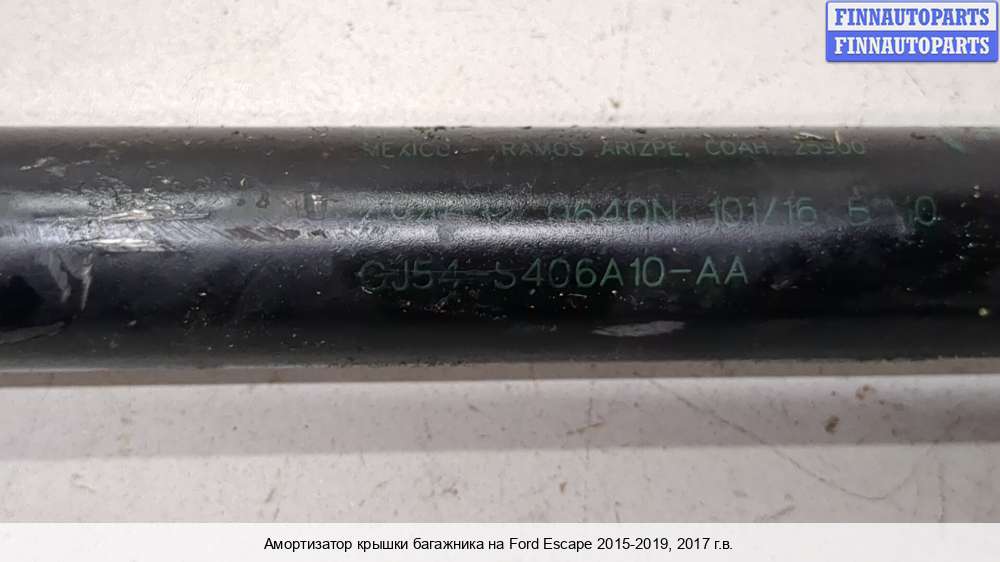 FINNAUTOPARTS
FINNAUTOPARTS
MEXICO - RAMOS ARIZPE, COAH. 25900
0640N 101/16
GJ54-S406A10-AA
Амортизатор крышки багажника на Ford Escape 2015-2019, 2017 г.в.